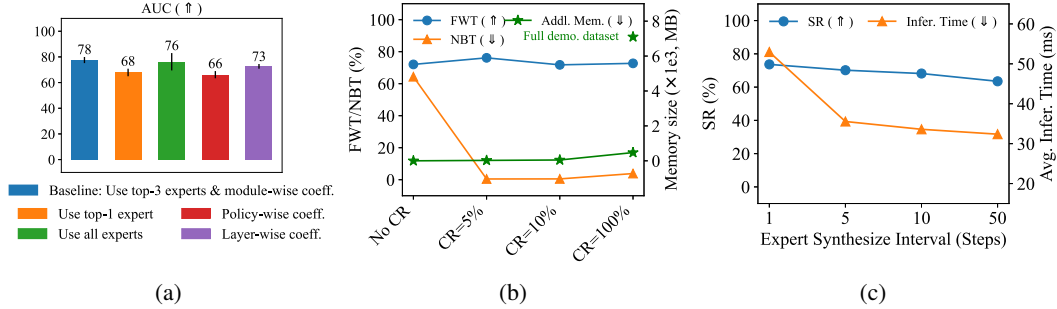 AUC (⇑)
100
80
60
40
20
0
78
68
76
66
73
Baseline: Use top-3 experts & module-wise coeff.
Use top-1 expert
Policy-wise coeff.
Use all experts
Layer-wise coeff.
(a)
FWT (⇑)
Addl. Mem. (⇓)
NBT (⇓)
Full demo. dataset
FWT/NBT (%)
100
80
60
40
20
0
Memory size (×1e3, MB)
8
6
4
2
0
No CR
CR=5%
CR=10%
CR=100%
(b)
SR (⇑)
Infer. Time (⇓)
SR (%)
100
80
60
40
20
0
Avg. Infer. Time (ms)
60
50
40
30
20
1
5
10
50
Expert Synthesize Interval (Steps)
(c)